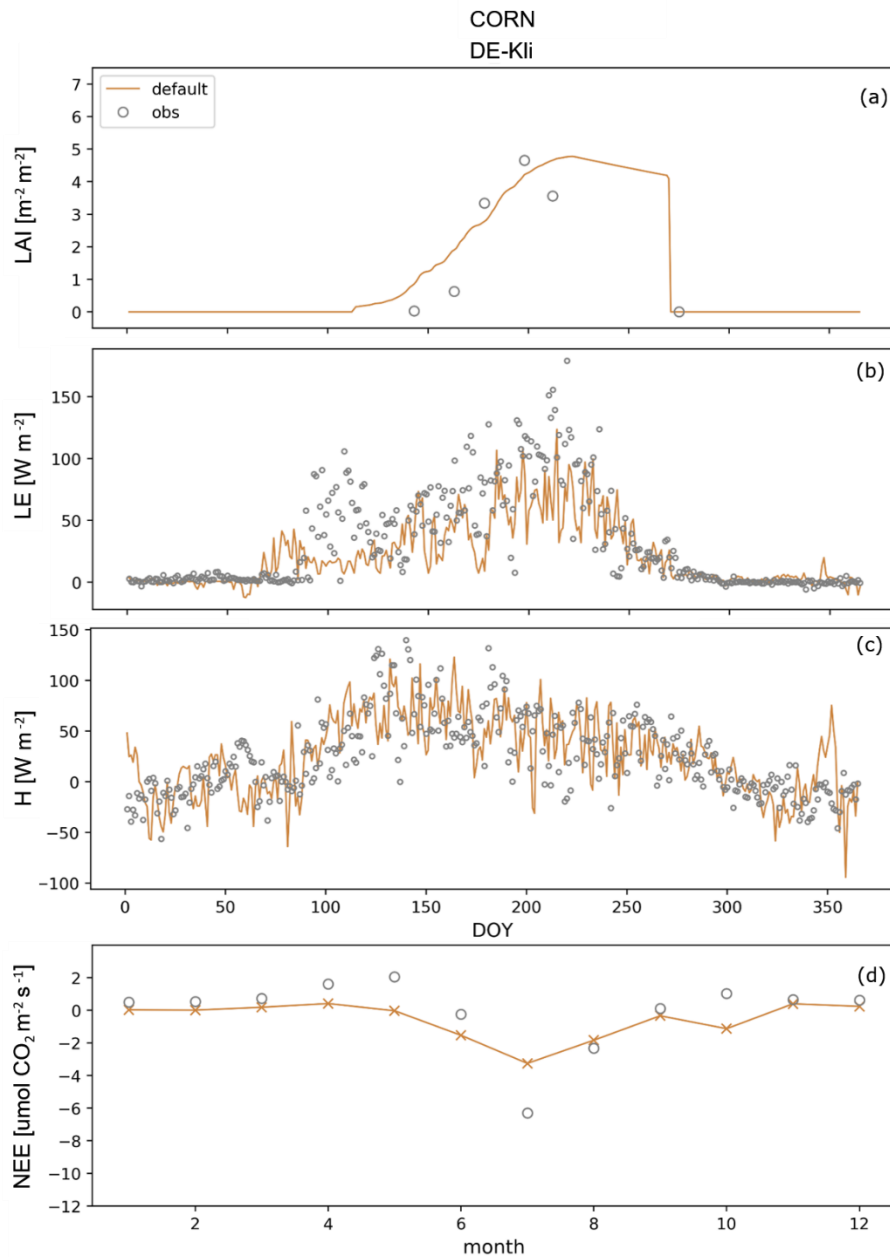 CORN
DE-Kli
7
6
5
4
3
2
1
0
LAI [m⁻² m⁻²]
default
obs
(a)
150
100
50
0
LE [W m⁻²]
(b)
150
100
50
0
−50
−100
H [W m⁻²]
(c)
0 50 100 150 200 250 300 350
DOY
2
0
−2
−4
−6
−8
−10
−12
NEE [umol CO₂ m⁻² s⁻¹]
(d)
2 4 6 8 10 12
month